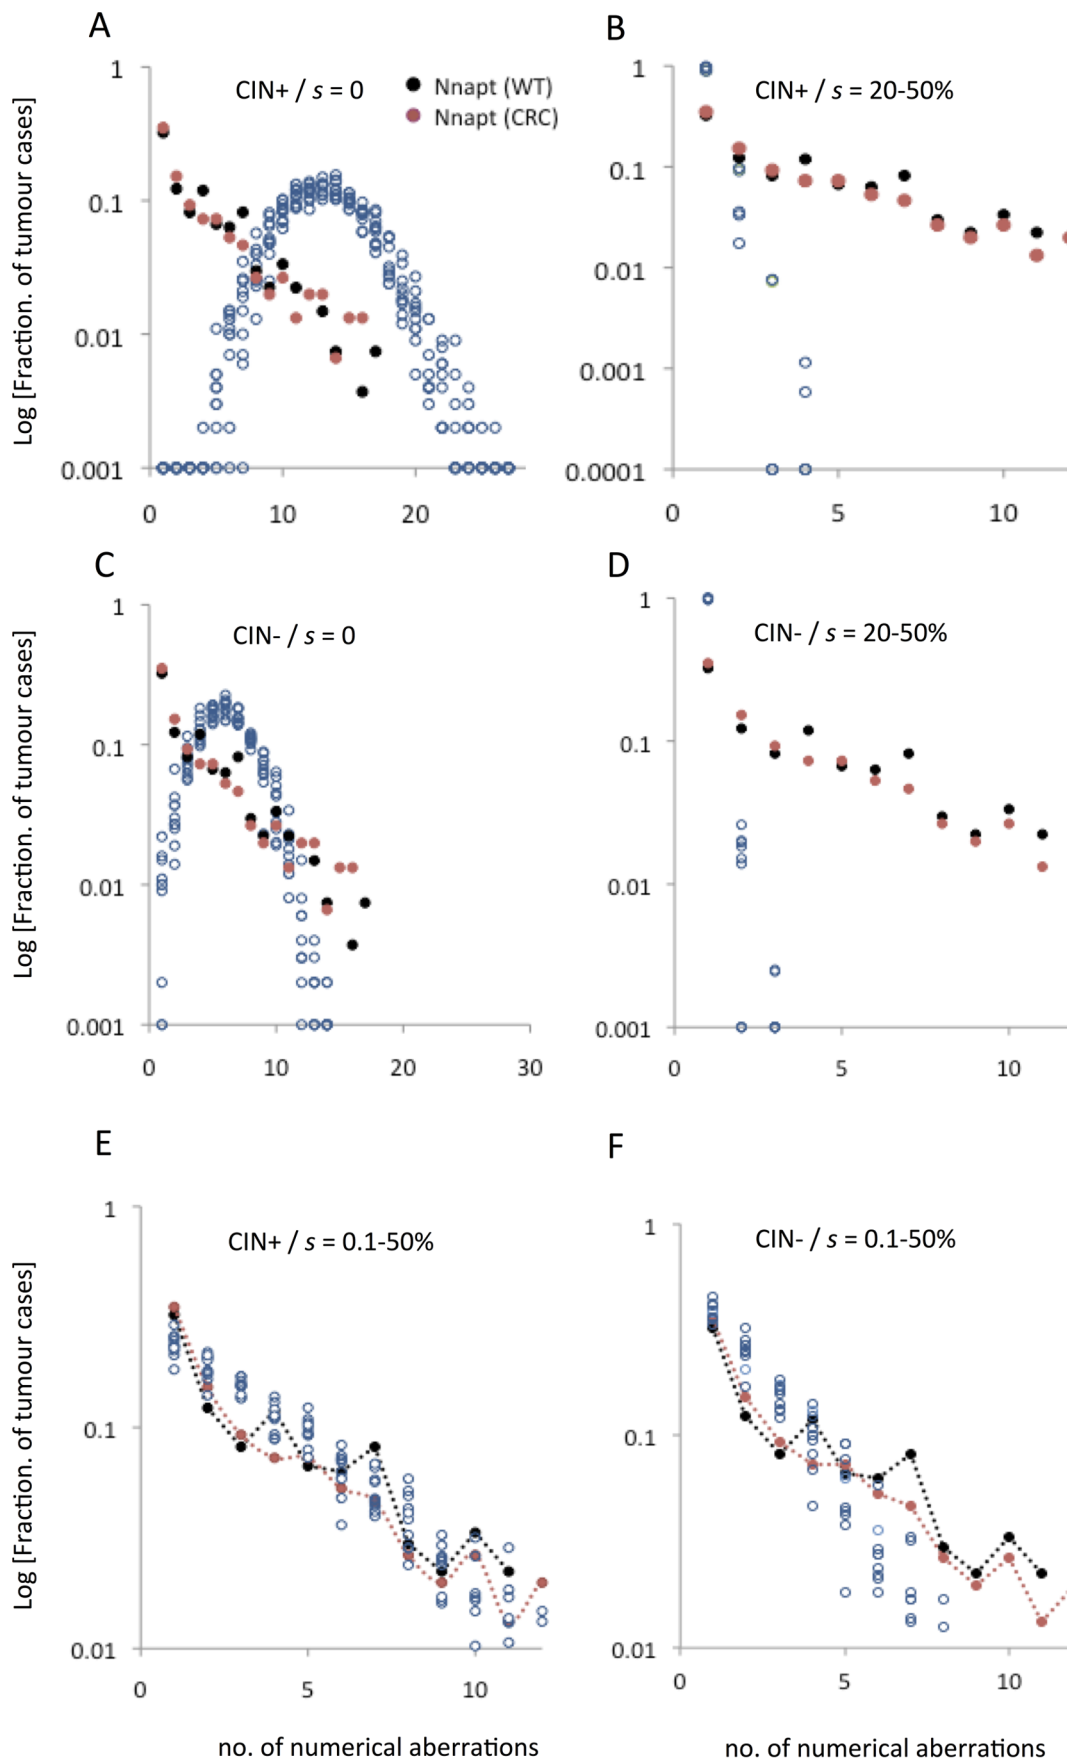 A
B
1
CIN+ / s = 0
Nnapt (WT)
Nnapt (CRC)
0.1
0.01
0.001
0
10
20
Log [Fraction. of tumour cases]
1
CIN+ / s = 20-50%
0.1
0.01
0.001
0.0001
0
5
10
C
D
1
CIN- / s = 0
0.1
0.01
0.001
0
10
20
30
Log [Fraction. of tumour cases]
1
CIN- / s = 20-50%
0.1
0.01
0.001
0
5
10
E
F
1
CIN+ / s = 0.1-50%
0.1
0.01
0
5
10
Log [Fraction. of tumour cases]
no. of numerical aberrations
1
CIN- / s = 0.1-50%
0.1
0.01
0
5
10
no. of numerical aberrations